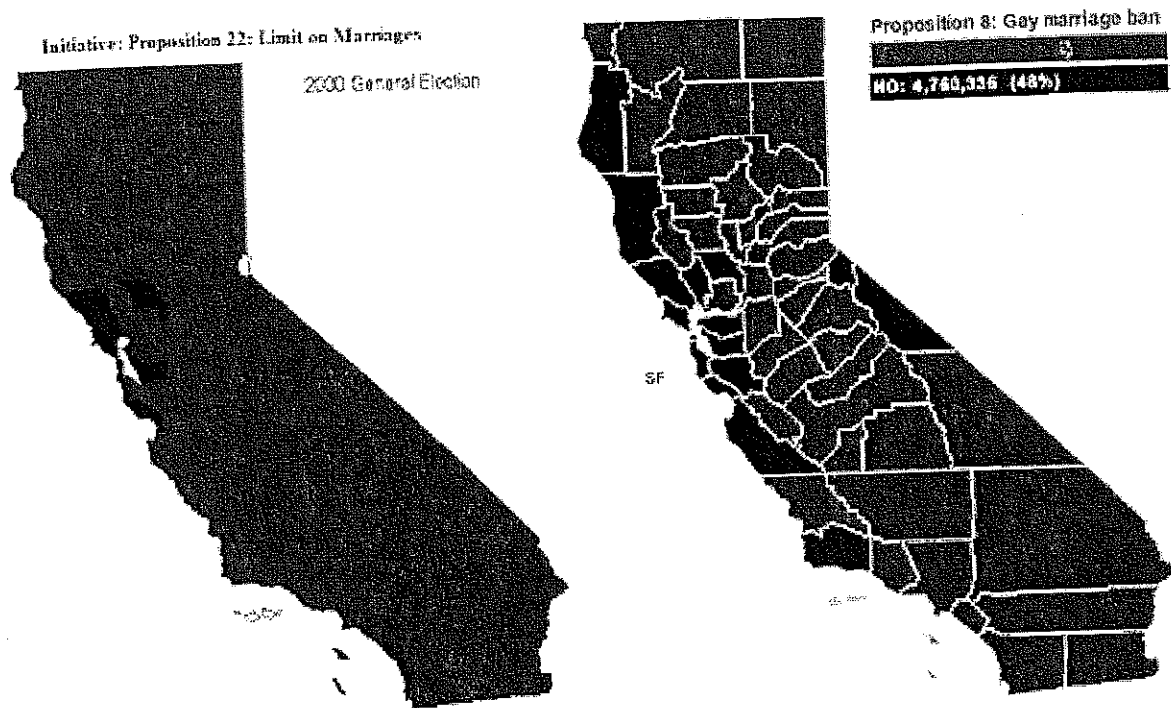 Initiative: Proposition 22: Limit on Marriages
2000 General Election
Proposition 8: Gay marriage ban
NO: 4,760,336 (48%)
SF